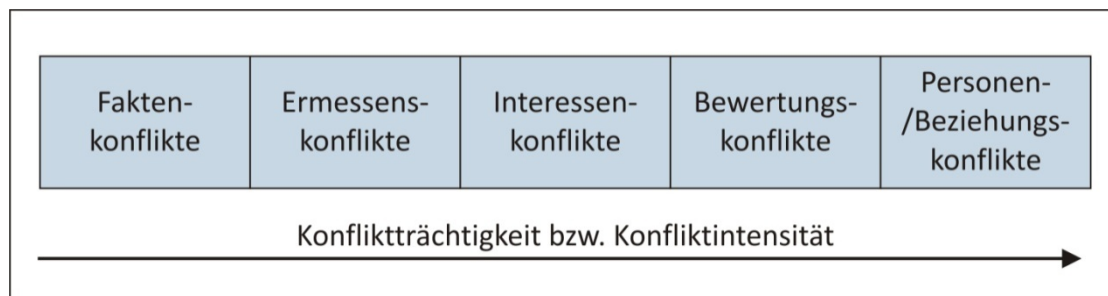 Fakten-
konflikte
Ermessens-
konflikte
Interessen-
konflikte
Bewertungs-
konflikte
Personen-
/Beziehungs-
konflikte
Konfliktträchtigkeit bzw. Konfliktintensität